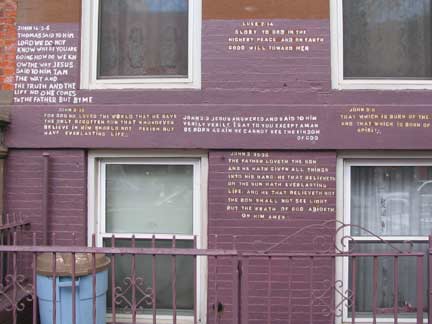 JOHN 14:5-6
THOMAS SAID TO HIM
LORD WE DO NOT
KNOW WHERE YOU ARE
GOING HOW DO WE KN
OW THE WAY JESUS
SAID TO HIM I AM
THE WAY AND
THE TRUTH AND THE
LIFE NO ONE COMES
TO THE FATHER BUT BY ME
LUKE 2:14
GLORY TO GOD IN THE
HIGHEST PEACE AND ON EARTH
GOOD WILL TOWARD MEN
JOHN 3:16
FOR GOD SO LOVED THE WORLD THAT HE GAVE
HIS ONLY BEGOTTEN SON THAT WHOSOEVER
BELIEVE IN HIM SHOULD NOT PERISH BUT
HAVE EVERLASTING LIFE.
JOHN 3:3 JESUS ANSWERED AND SAID TO HIM
VERILY VERILY I SAY TO YOU EXCEPT A MAN
BE BORN AGAIN HE CANNOT SEE THE KINGDOM
OF GOD
JOHN 3:6
THAT WHICH IS BORN OF THE
AND THAT WHICH IS BORN OF
SPIRIT.
JOHN 3:35-36
THE FATHER LOVETH THE SON
AND HE HATH GIVEN ALL THINGS
INTO HIS HAND. HE THAT BELIEVETH
ON THE SON HATH EVERLASTING
LIFE. AND HE THAT BELIEVETH NOT
THE SON SHALL NOT SEE LIFE
BUT THE WRATH OF GOD ABIDETH
ON HIM AMEN